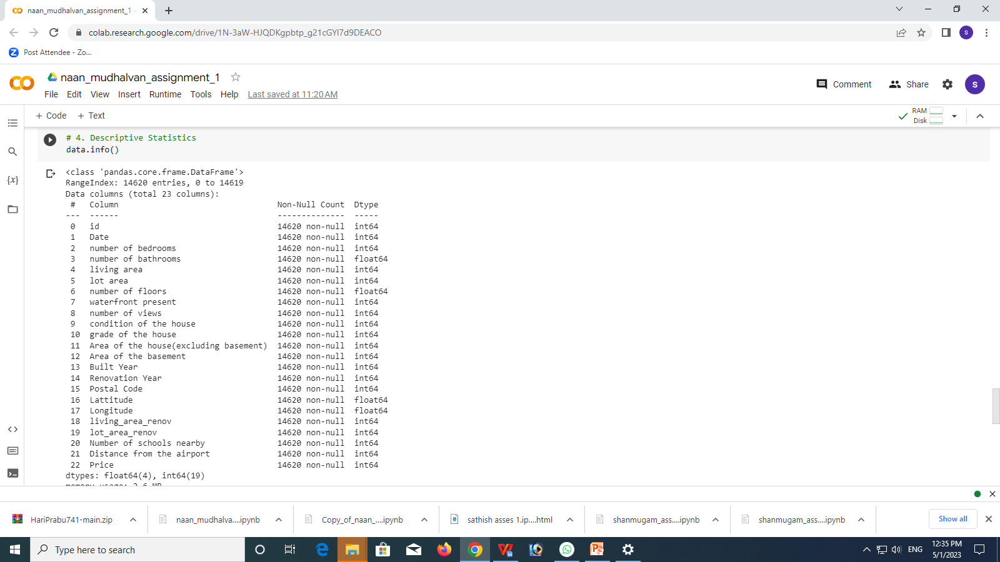 naan_mudhalvan_assignment_1 -
colab.research.google.com/drive/1N-3aW-HJQDKgpbtp_g21cGYl7d9DEACO
S
Post Attendee - Zo...
naan_mudhalvan_assignment_1
Comment
Share
S
File Edit View Insert Runtime Tools Help Last saved at 11:20 AM
+ Code + Text
RAM
Disk
# 4. Descriptive Statistics
data.info()
{x}
<class 'pandas.core.frame.DataFrame'>
RangeIndex: 14620 entries, 0 to 14619
Data columns (total 23 columns):
# Column Non-Null Count Dtype
--- ------ -------------- -----
0 id 14620 non-null int64
1 Date 14620 non-null int64
2 number of bedrooms 14620 non-null int64
3 number of bathrooms 14620 non-null float64
4 living area 14620 non-null int64
5 lot area 14620 non-null int64
6 number of floors 14620 non-null float64
7 waterfront present 14620 non-null int64
8 number of views 14620 non-null int64
9 condition of the house 14620 non-null int64
10 grade of the house 14620 non-null int64
11 Area of the house(excluding basement) 14620 non-null int64
12 Area of the basement 14620 non-null int64
13 Built Year 14620 non-null int64
14 Renovation Year 14620 non-null int64
15 Postal Code 14620 non-null int64
16 Lattitude 14620 non-null float64
17 Longitude 14620 non-null float64
18 living_area_renov 14620 non-null int64
19 lot_area_renov 14620 non-null int64
20 Number of schools nearby 14620 non-null int64
21 Distance from the airport 14620 non-null int64
22 Price 14620 non-null int64
dtypes: float64(4), int64(19)
memory usage: 2.6 MB
HariPrabu741-main.zip
naan_mudhalva....ipynb
Copy_of_naan_....ipynb
sathish asses 1.ip....html
shanmugam_ass....ipynb
shanmugam_ass....ipynb
Show all
Type here to search
ENG
12:35 PM
5/1/2023